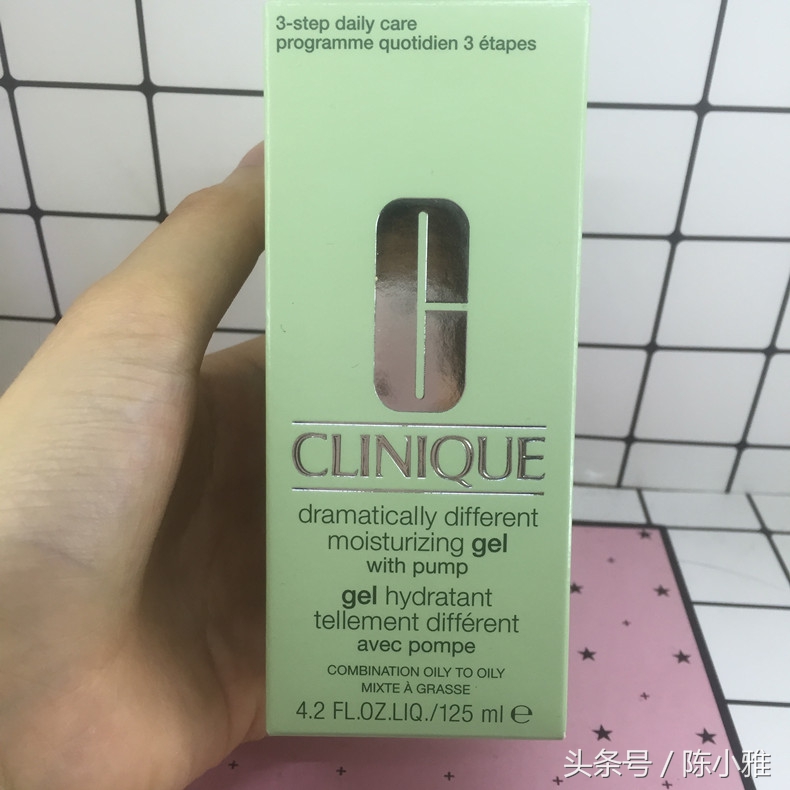 3-step daily care
programme quotidien 3 étapes
CLINIQUE
dramatically different
moisturizing gel
with pump
gel hydratant
tellement différent
avec pompe
COMBINATION OILY TO OILY
MIXTE À GRASSE
4.2 FL.OZ.LIQ./125 ml ℮
头条号 / 陈小雅